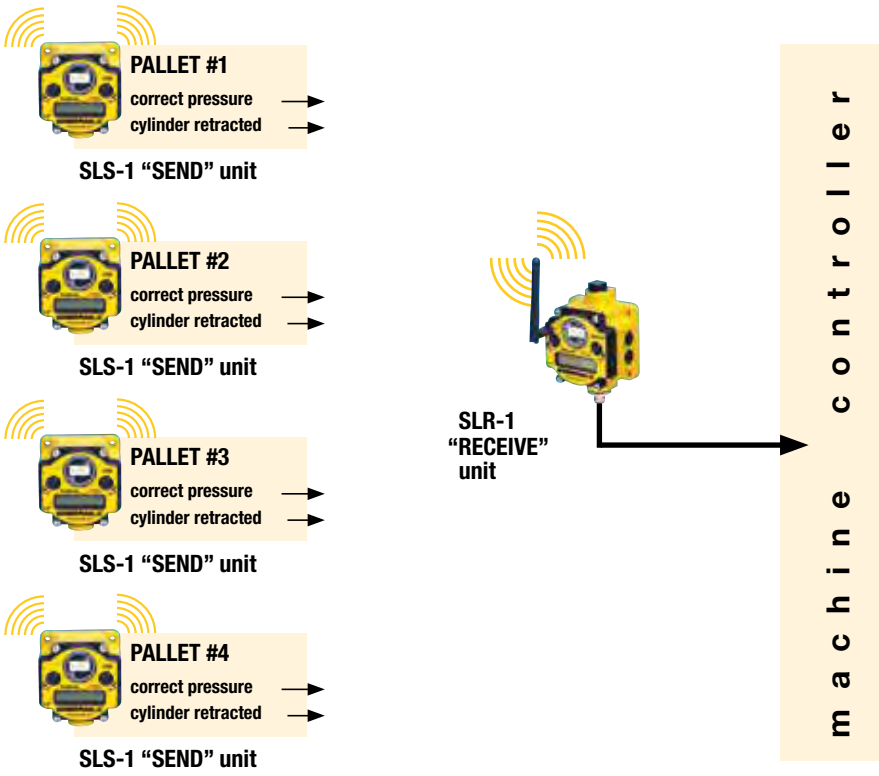 PALLET #1
correct pressure
cylinder retracted
SLS-1 “SEND” unit
PALLET #2
correct pressure
cylinder retracted
SLS-1 “SEND” unit
PALLET #3
correct pressure
cylinder retracted
SLS-1 “SEND” unit
PALLET #4
correct pressure
cylinder retracted
SLS-1 “SEND” unit
SLR-1
“RECEIVE”
unit
machine controller